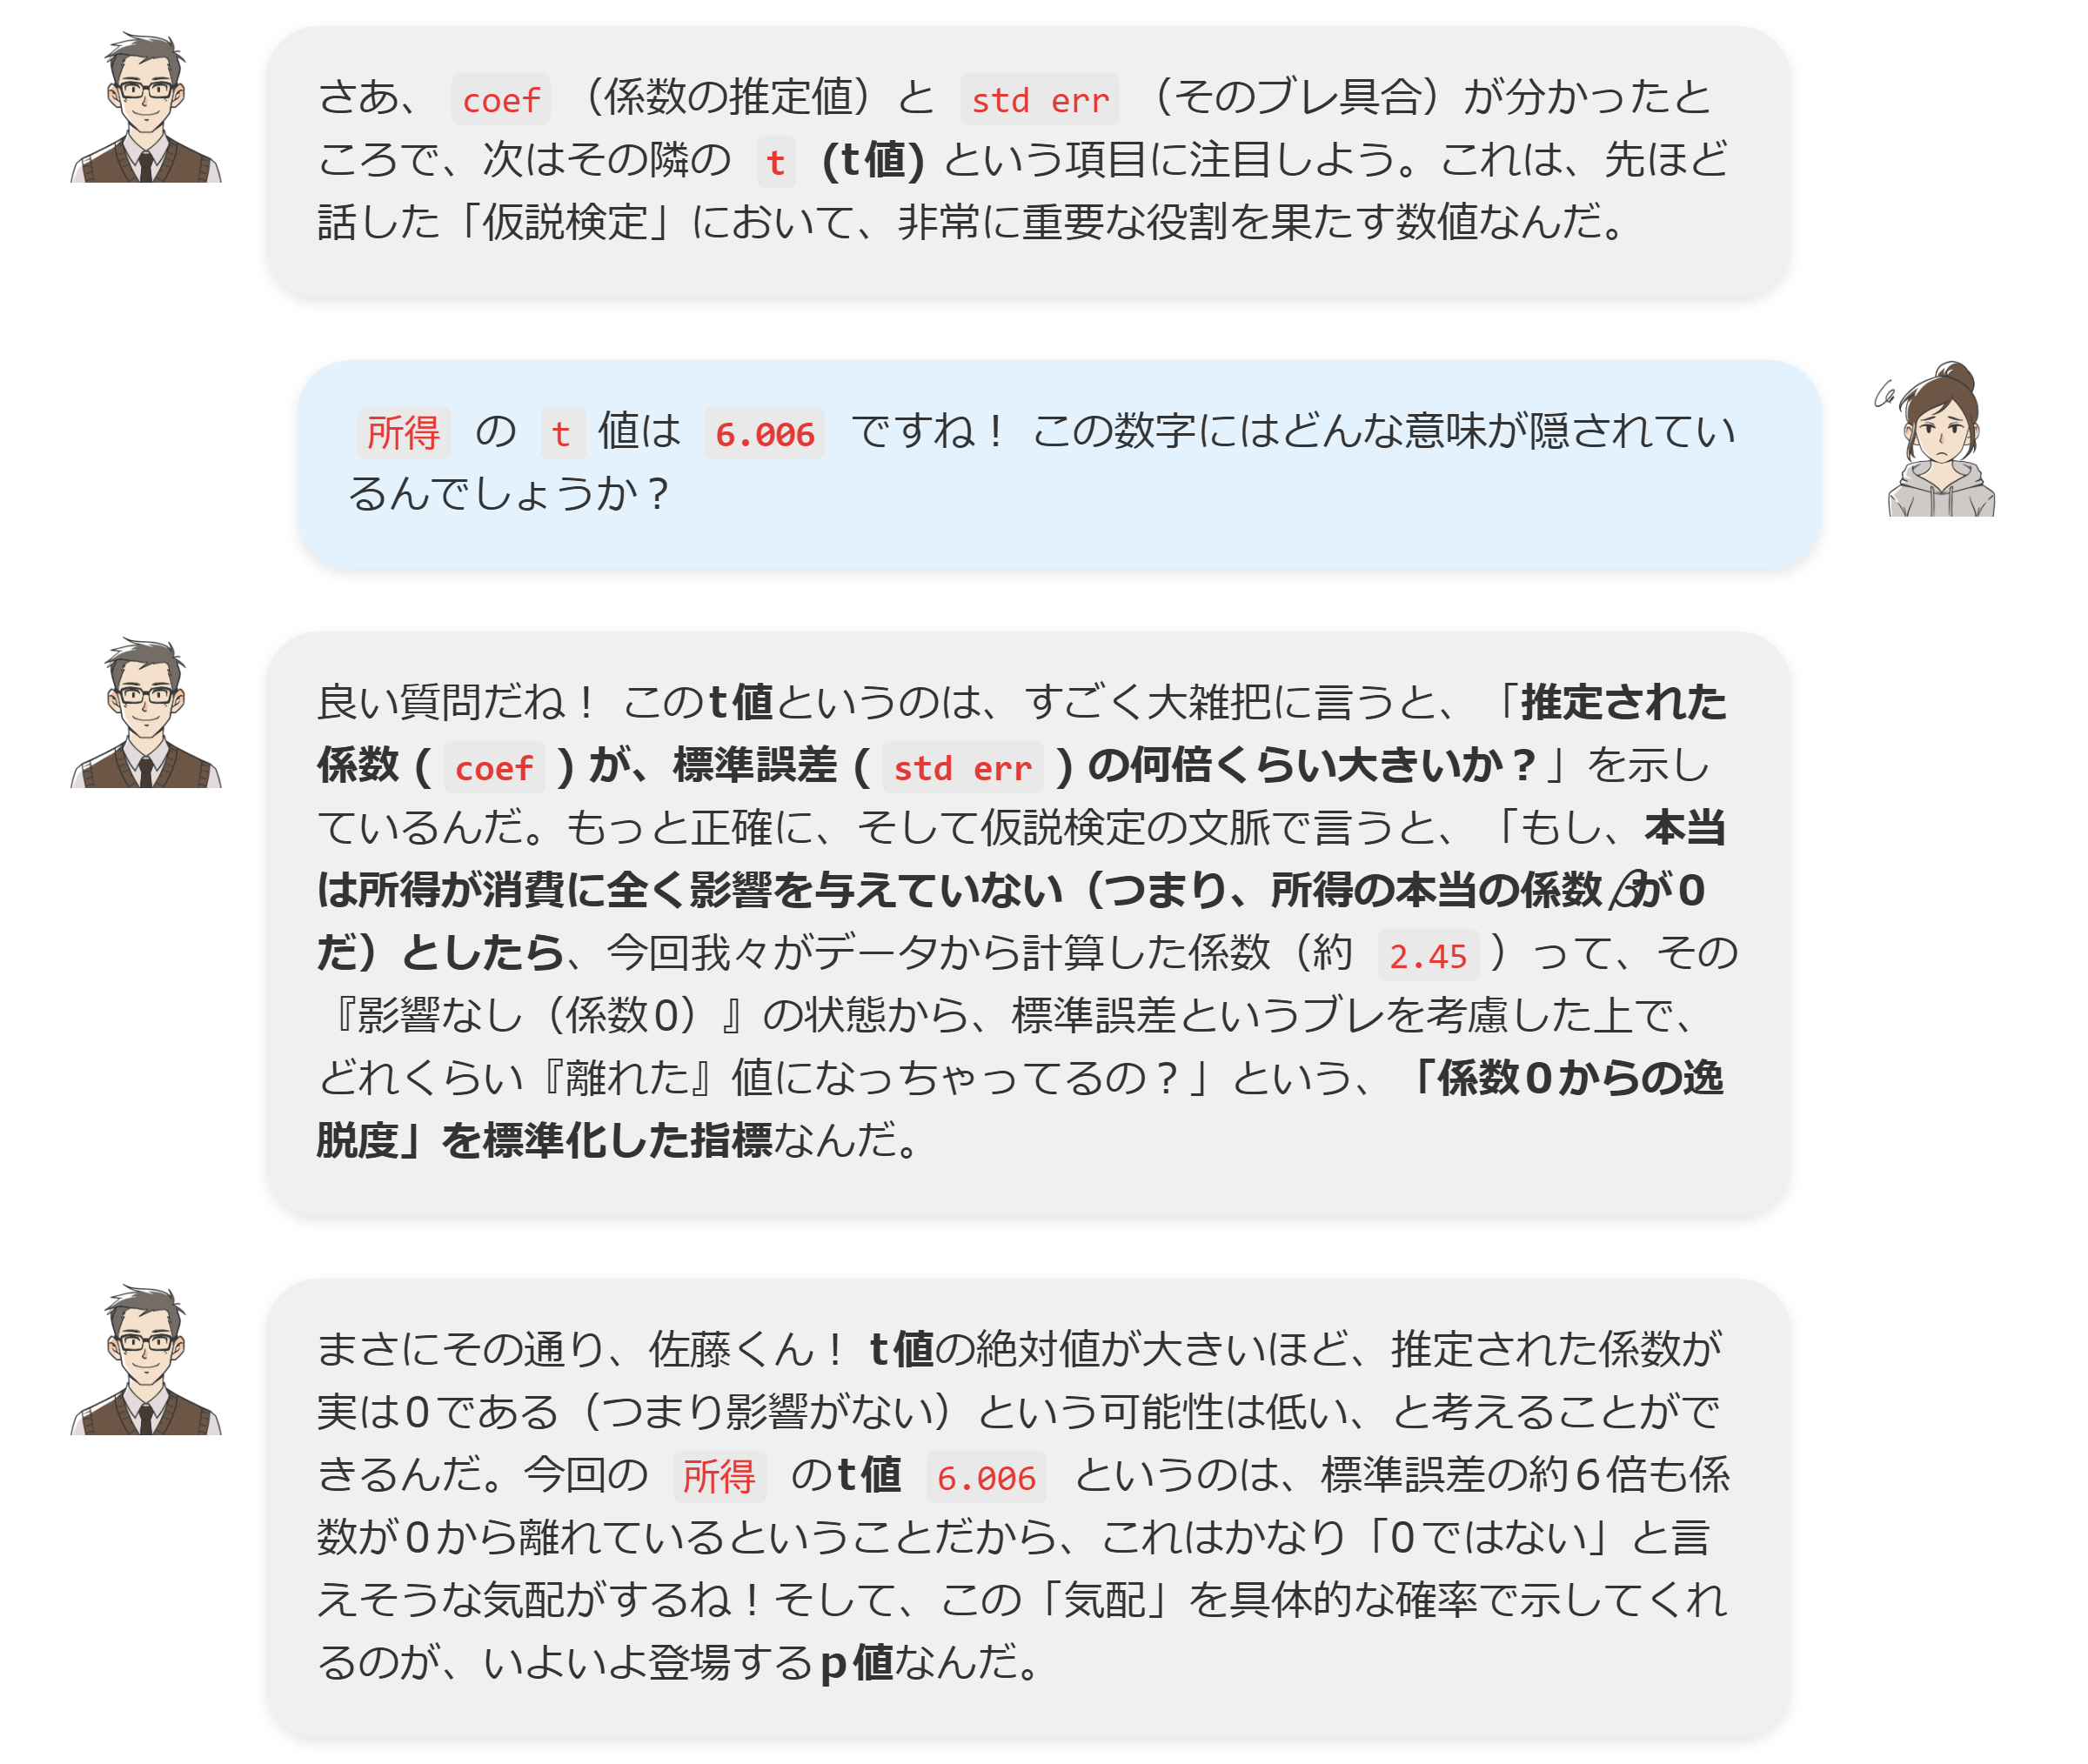 さあ、 coef （係数の推定値）と std err （そのブレ具合）が分かったと
ころで、次はその隣の t (t値) という項目に注目しよう。これは、先ほど
話した「仮説検定」において、非常に重要な役割を果たす数値なんだ。
所得 の t 値は 6.006 ですね！ この数字にはどんな意味が隠されてい
るんでしょうか？
良い質問だね！ このt値というのは、すごく大雑把に言うと、「推定された
係数 ( coef ) が、標準誤差 ( std err ) の何倍くらい大きいか？」を示し
ているんだ。もっと正確に、そして仮説検定の文脈で言うと、「もし、本当
は所得が消費に全く影響を与えていない（つまり、所得の本当の係数βが0
だ）としたら、今回我々がデータから計算した係数（約 2.45 ）って、その
『影響なし（係数0）』の状態から、標準誤差というブレを考慮した上で、
どれくらい『離れた』値になっちゃってるの？」という、「係数0からの逸
脱度」を標準化した指標なんだ。
まさにその通り、佐藤くん！ t値の絶対値が大きいほど、推定された係数が
実は0である（つまり影響がない）という可能性は低い、と考えることがで
きるんだ。今回の 所得 のt値 6.006 というのは、標準誤差の約6倍も係
数が0から離れているということだから、これはかなり「0ではない」と言
えそうな気配がするね！そして、この「気配」を具体的な確率で示してくれ
るのが、いよいよ登場するp値なんだ。